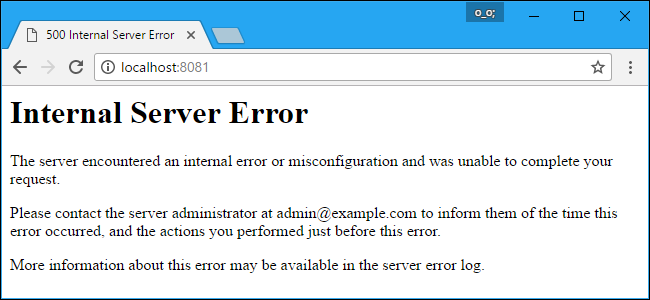 o_o;
500 Internal Server Error
localhost:8081
Internal Server Error
The server encountered an internal error or misconfiguration and was unable to complete your
request.
Please contact the server administrator at admin@example.com to inform them of the time this
error occurred, and the actions you performed just before this error.
More information about this error may be available in the server error log.